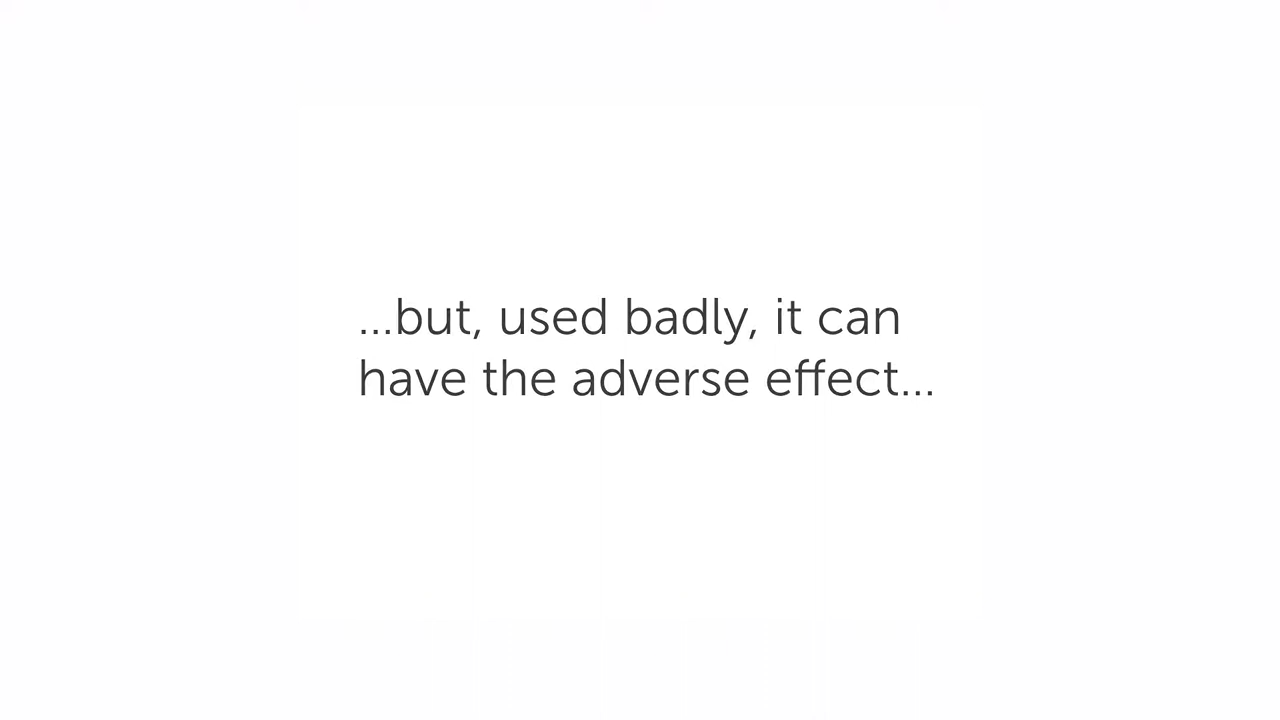 ...but, used badly, it can
have the adverse effect...